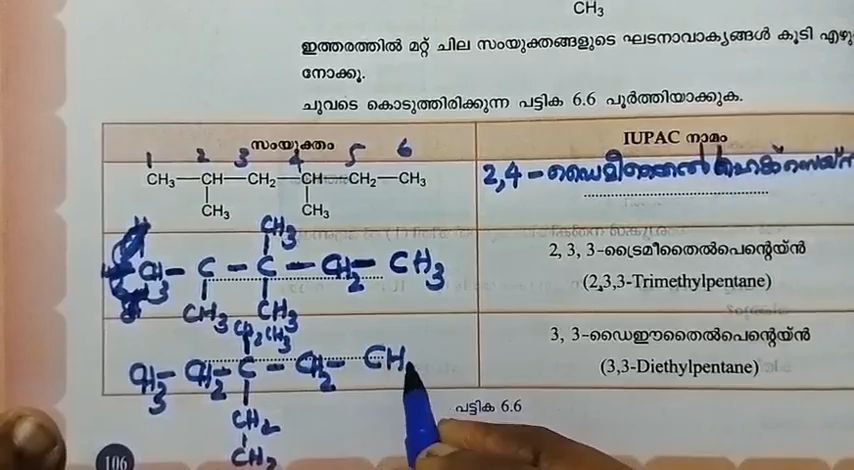 CH₃
ഇത്തരത്തിൽ മറ്റ് ചില സംയുക്തങ്ങളുടെ ഘടനാവാക്യങ്ങൾ കൂടി എഴു
നോക്കൂ.
ചുവടെ കൊടുത്തിരിക്കുന്ന പട്ടിക 6.6 പൂർത്തിയാക്കുക.
സംയുക്തം IUPAC നാമം
1 2 3 4 5 6
CH₃—CH—CH₂—CH—CH₂—CH₃
CH₃ CH₃
2,4-
CH₃
CH₃ - C - C - CH₂ - CH₃
CH₃ CH₃
2, 3, 3-ട്രൈമീതൈൽപെന്റെയ്ൻ
(2,3,3-Trimethylpentane)
CH₂CH₃
CH₃ - CH₂ - C - CH₂ - CH
CH₂
CH₂
3, 3-ഡൈഈതൈൽപെന്റെയ്ൻ
(3,3-Diethylpentane)
പട്ടിക 6.6
106